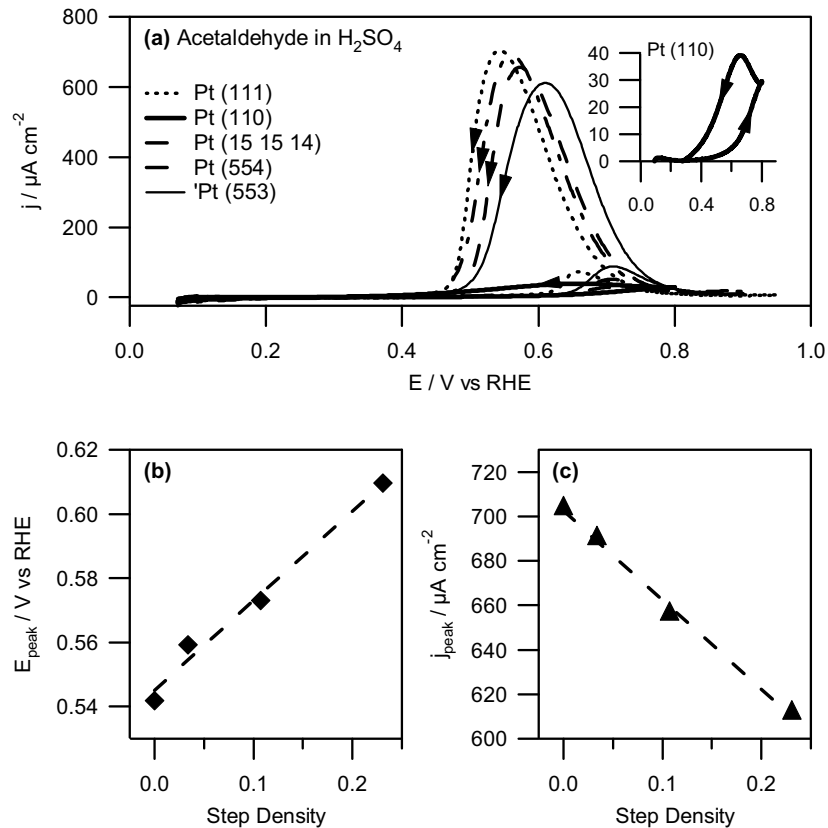 800
(a) Acetaldehyde in H₂SO₄
Pt (111)
Pt (110)
Pt (15 15 14)
Pt (554)
'Pt (553)
600
400
200
0
j / µA cm⁻²
0.0 0.2 0.4 0.6 0.8 1.0
E / V vs RHE
Pt (110)
40
30
20
10
0
0.0 0.4 0.8
(b)
0.62
0.60
0.58
0.56
0.54
E_peak / V vs RHE
0.0 0.1 0.2
Step Density
(c)
720
700
680
660
640
620
600
j_peak / µA cm⁻²
0.0 0.1 0.2
Step Density